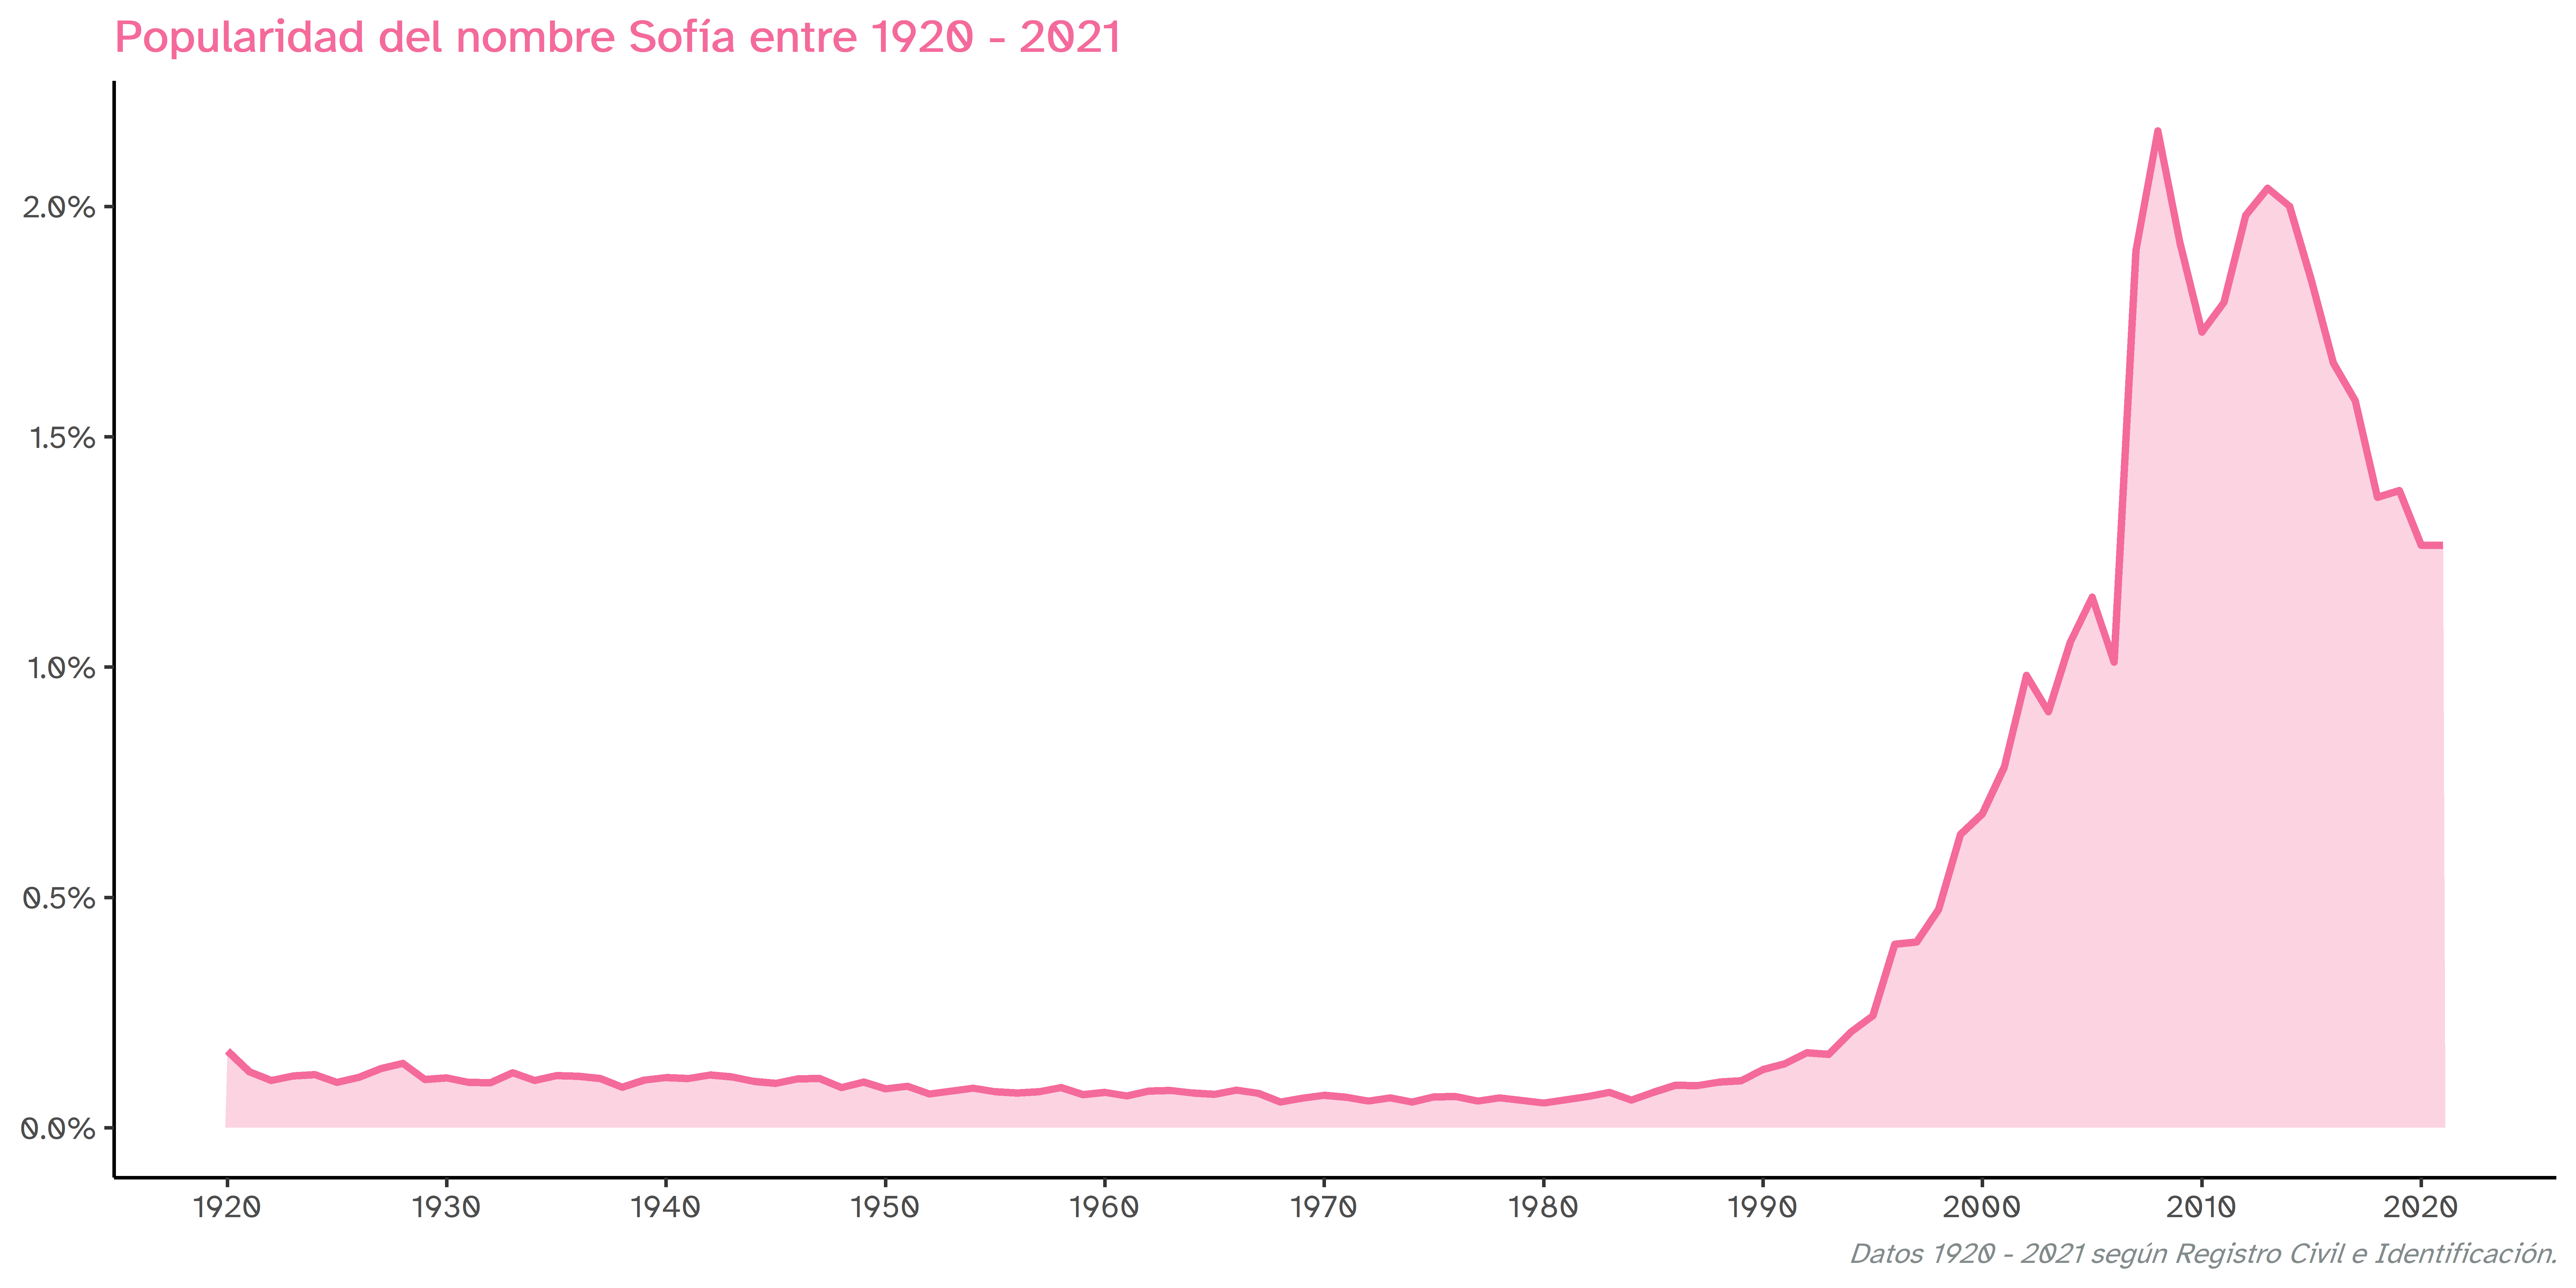 Popularidad del nombre Sofía entre 1920 - 2021
2.0%
1.5%
1.0%
0.5%
0.0%
1920 1930 1940 1950 1960 1970 1980 1990 2000 2010 2020
Datos 1920 - 2021 según Registro Civil e Identificación.